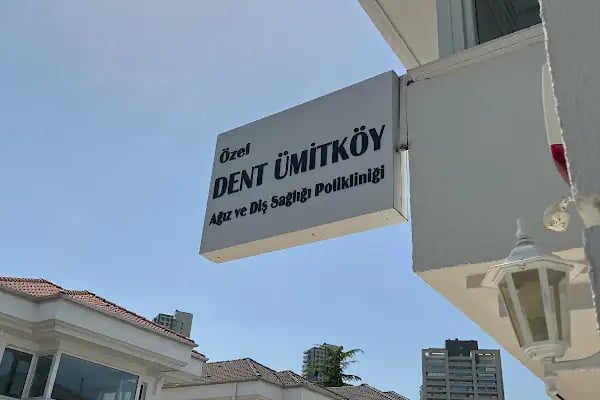 Özel
DENT ÜMİTKÖY
Ağız ve Diş Sağlığı Polikliniği